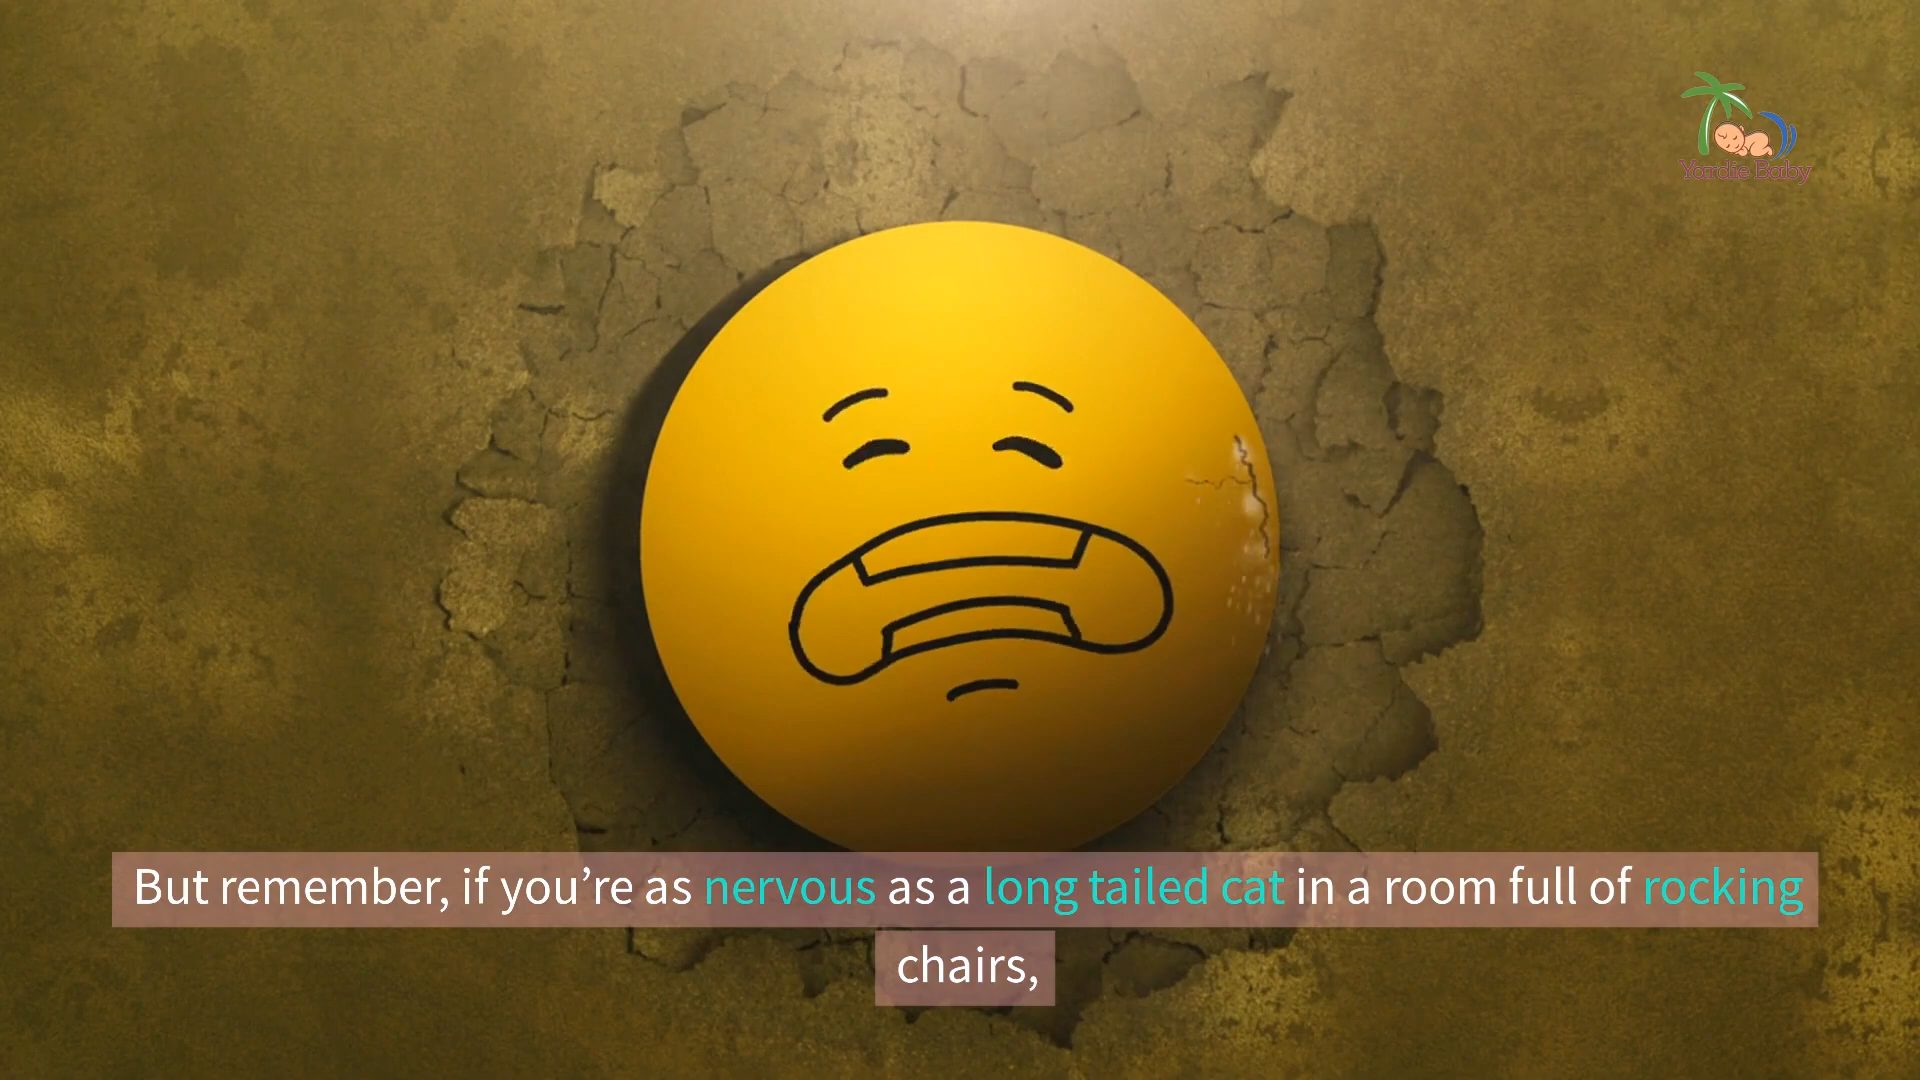 Yardie Baby
But remember, if you’re as nervous as a long tailed cat in a room full of rocking
chairs,